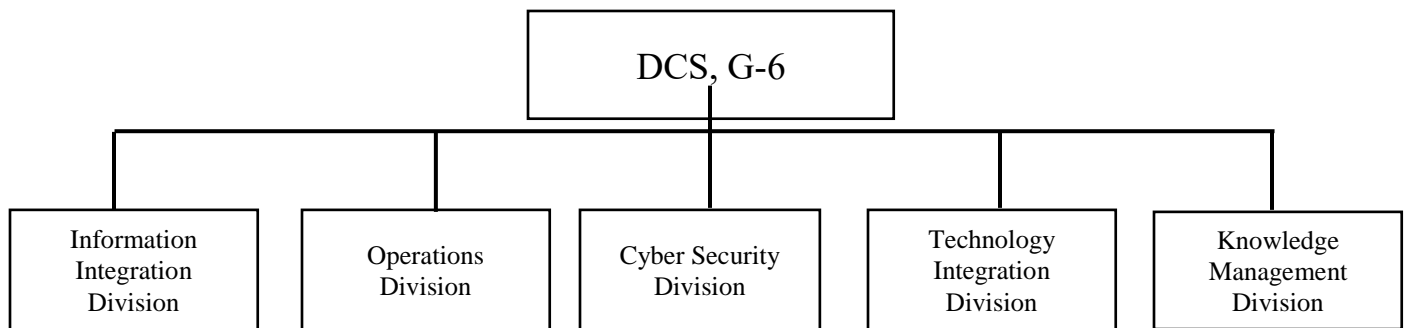 DCS, G-6
Information
Integration
Division
Operations
Division
Cyber Security
Division
Technology
Integration
Division
Knowledge
Management
Division